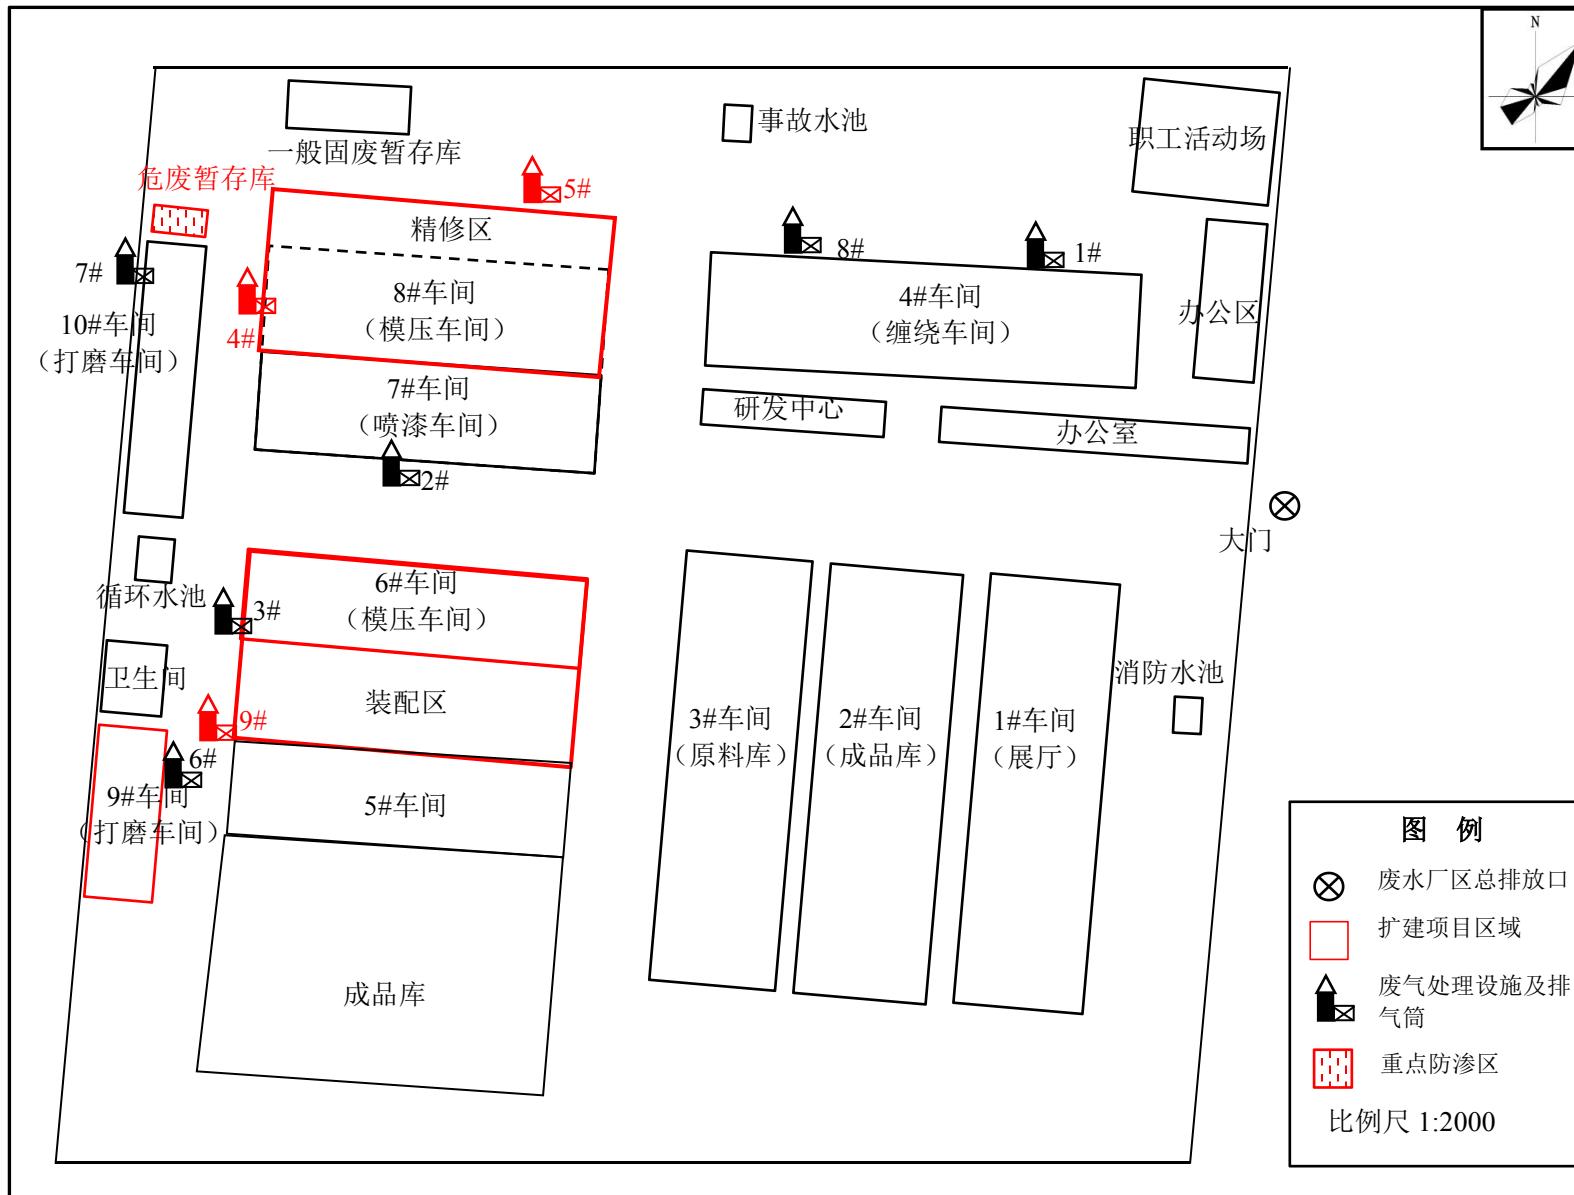 N
事故水池
职工活动场
一般固废暂存库
危废暂存库
5#
精修区
8#
1#
7#
8#车间
（模压车间）
4#车间
（缠绕车间）
办公区
10#车间
（打磨车间）
4#
7#车间
（喷漆车间）
研发中心
办公室
2#
大门
6#车间
（模压车间）
循环水池
3#
卫生间
装配区
消防水池
9#
3#车间
（原料库）
2#车间
（成品库）
1#车间
（展厅）
6#
9#车间
（打磨车间）
5#车间
成品库
图 例
废水厂区总排放口
扩建项目区域
废气处理设施及排
气筒
重点防渗区
比例尺 1:2000